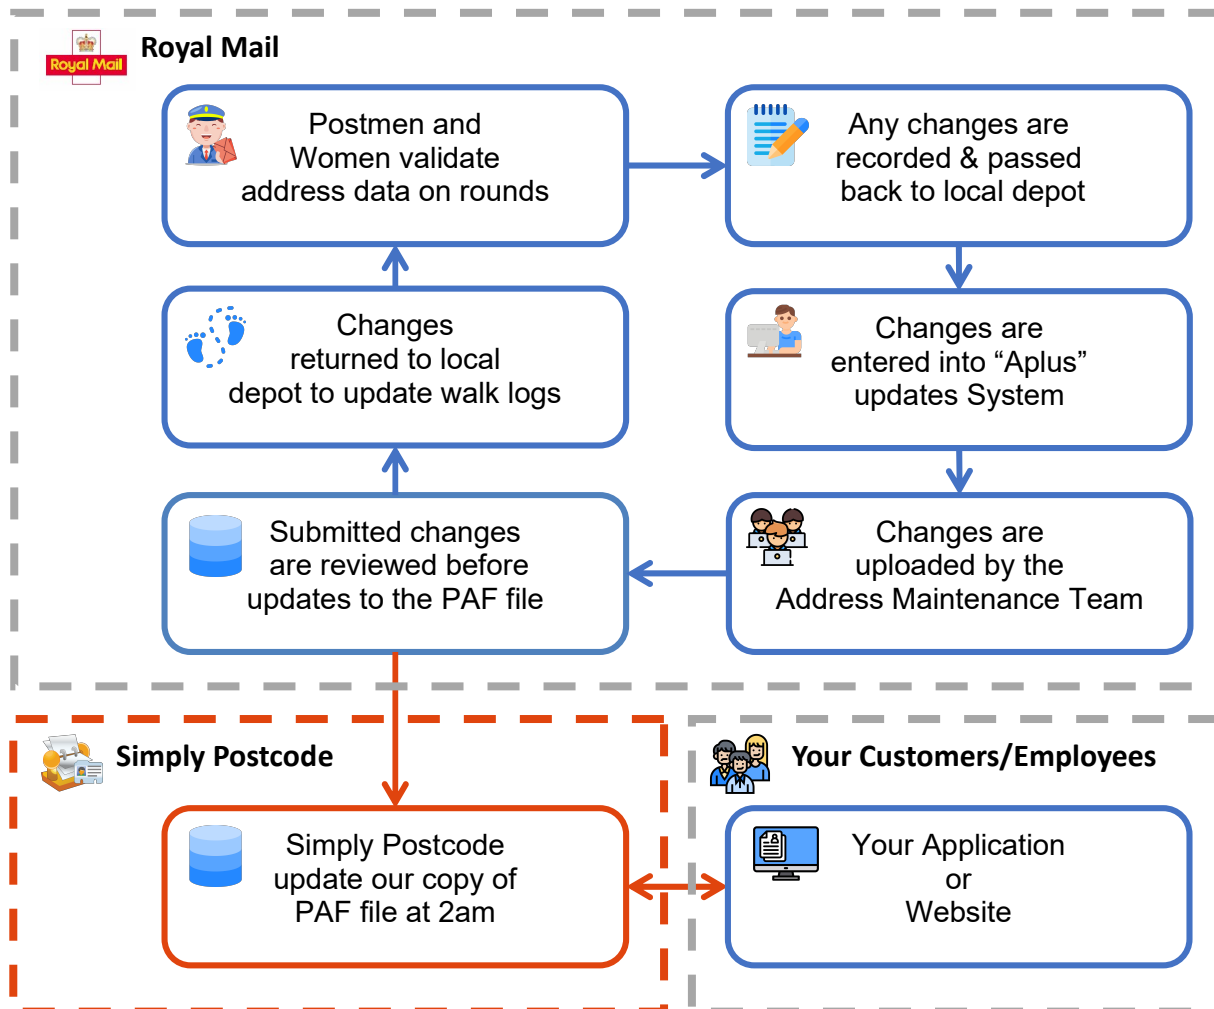 Royal Mail
Royal Mail
Postmen and
Women validate
address data on rounds
Any changes are
recorded & passed
back to local depot
Changes
returned to local
depot to update walk logs
Changes are
entered into “Aplus”
updates System
Submitted changes
are reviewed before
updates to the PAF file
Changes are
uploaded by the
Address Maintenance Team
Simply Postcode
Simply Postcode
update our copy of
PAF file at 2am
Your Customers/Employees
Your Application
or
Website